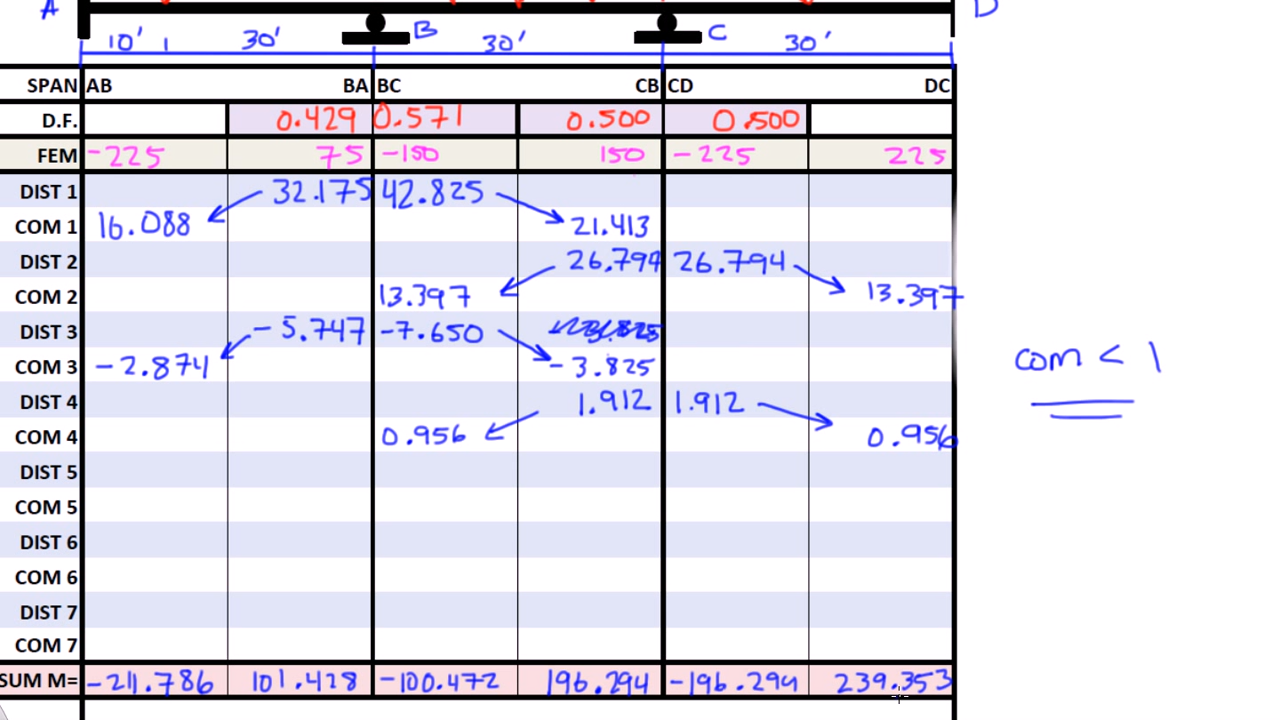 A D
B C
10' 30' 30' 30'
SPAN AB BA BC CB CD DC
D.F. 0.429 0.571 0.500 0.500
FEM -225 75 -150 150 -225 225
DIST 1 32.175 42.825
COM 1 16.088 21.413
DIST 2 26.794 26.794
COM 2 13.397 13.397
DIST 3 -5.747 -7.650
COM 3 -2.874 -3.825
com < 1
DIST 4 1.912 1.912
COM 4 0.956 0.956
DIST 5
COM 5
DIST 6
COM 6
DIST 7
COM 7
SUM M= -211.786 101.428 -100.472 196.294 -196.294 239.353